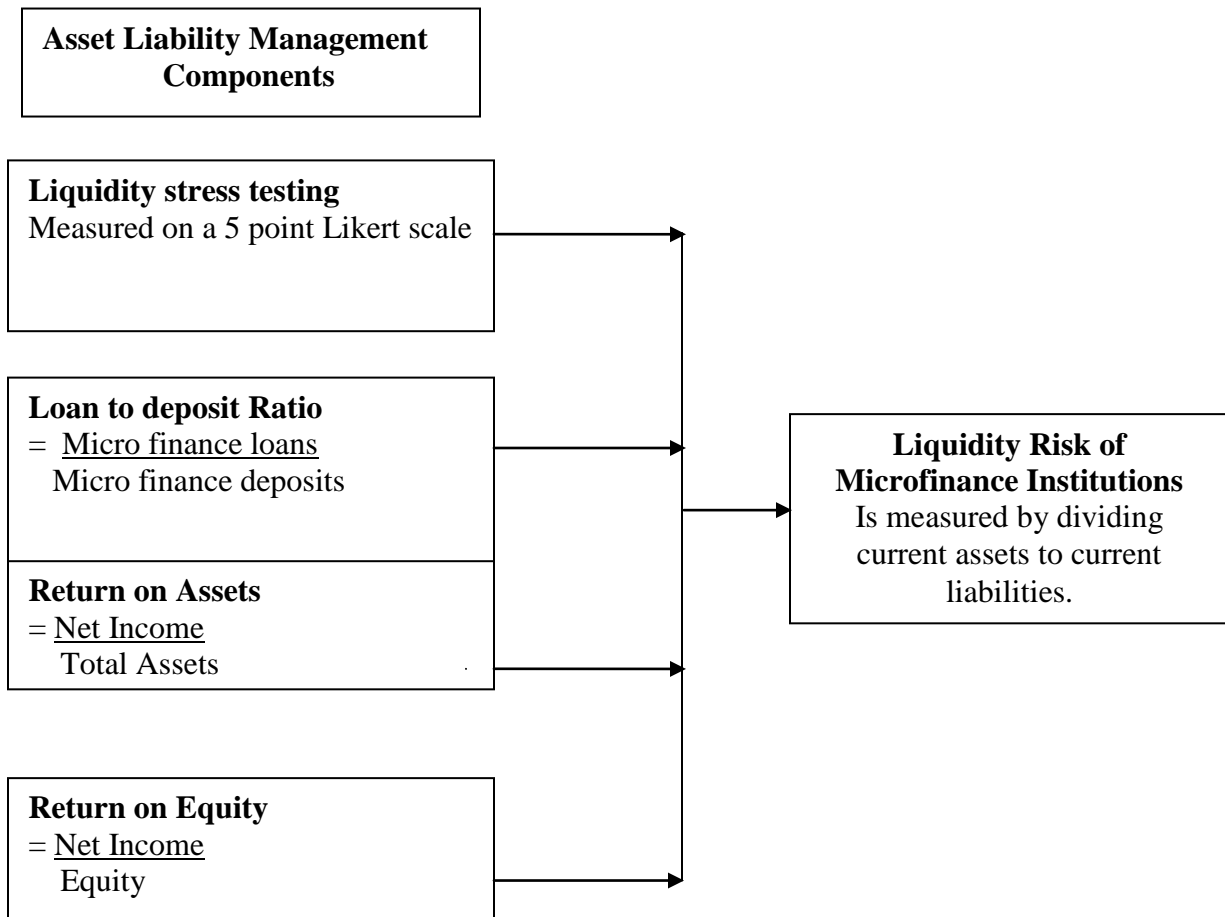 Asset Liability Management
Components
Liquidity stress testing
Measured on a 5 point Likert scale
Loan to deposit Ratio
= Micro finance loans
Micro finance deposits
Return on Assets
= Net Income
Total Assets
Return on Equity
= Net Income
Equity
Liquidity Risk of
Microfinance Institutions
Is measured by dividing
current assets to current
liabilities.